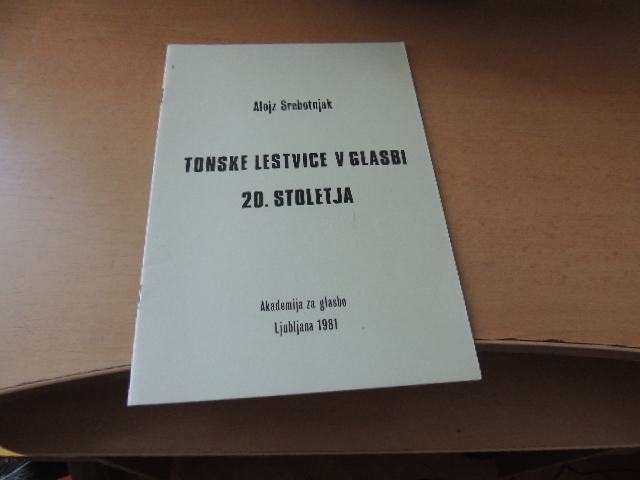 Alojz Srebotnjak
TONSKE LESTVICE V GLASBI
20. STOLETJA
Akademija za glasbo
Ljubljana 1981